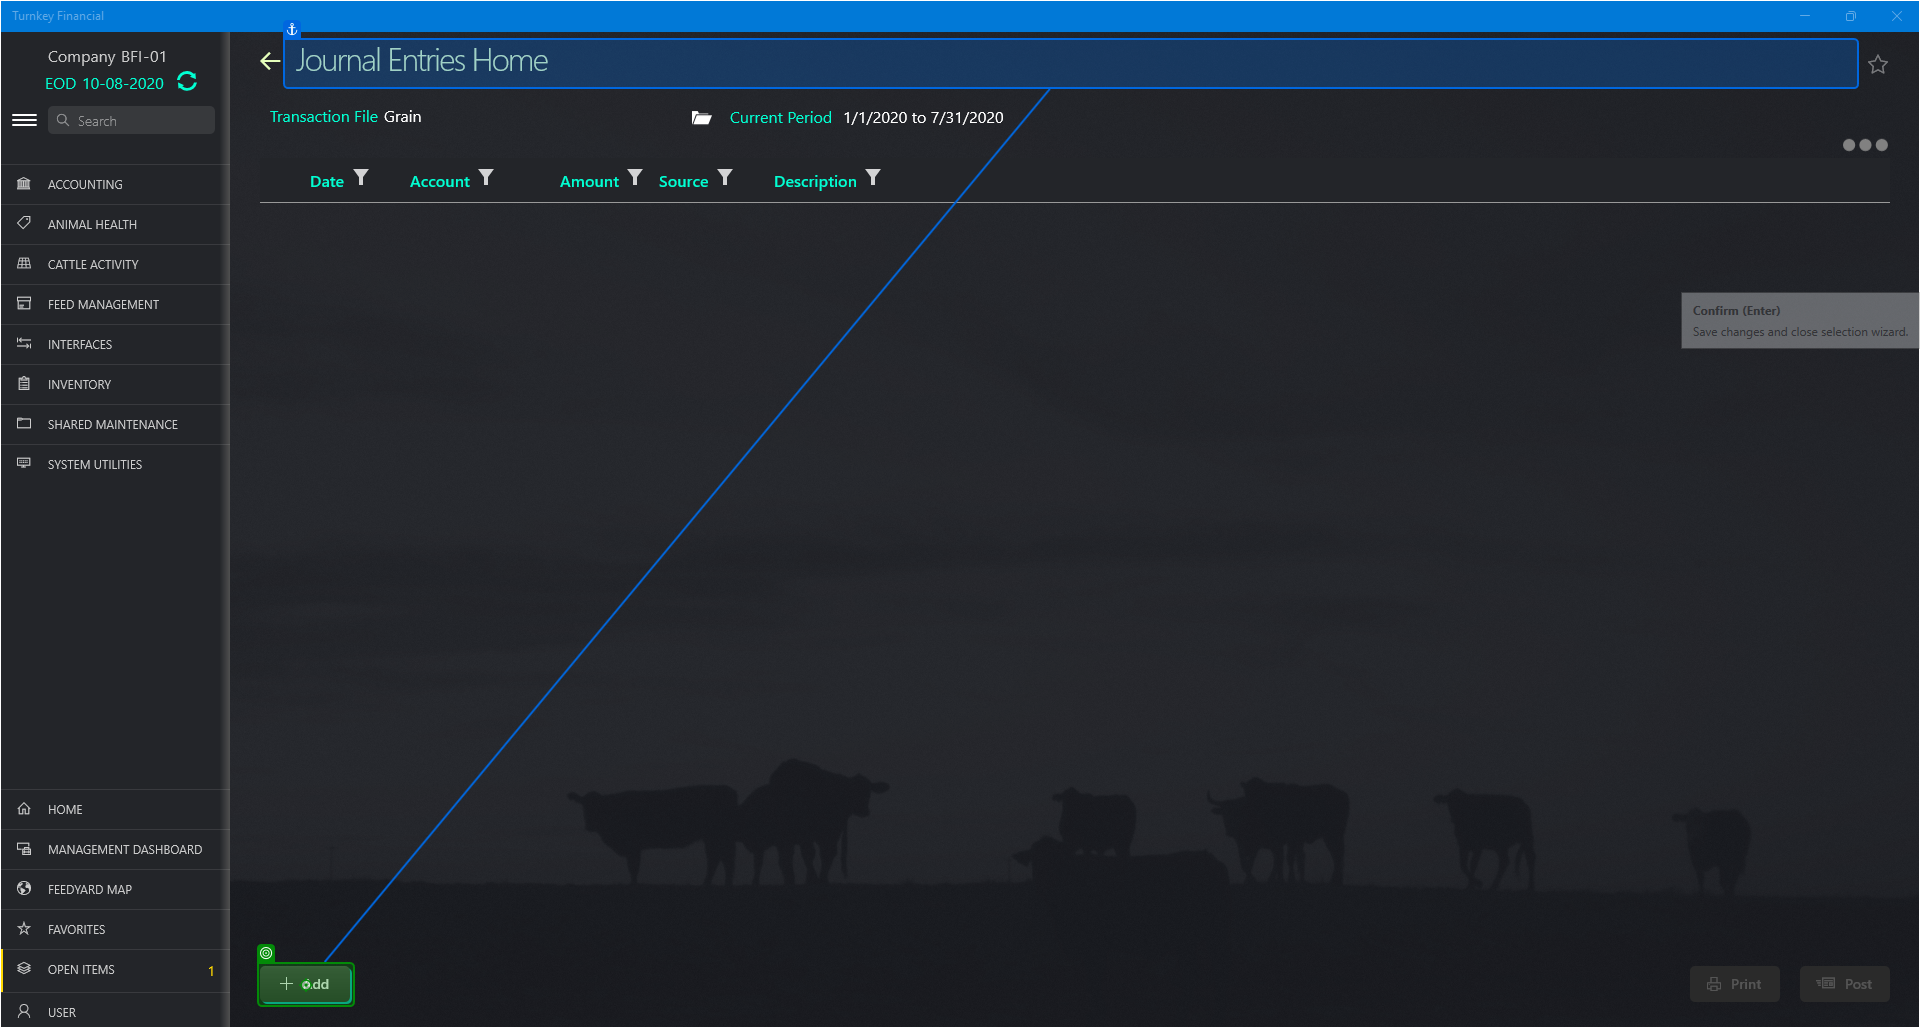 Turnkey Financial
Company BFI-01
EOD 10-08-2020
Search
ACCOUNTING
ANIMAL HEALTH
CATTLE ACTIVITY
FEED MANAGEMENT
INTERFACES
INVENTORY
SHARED MAINTENANCE
SYSTEM UTILITIES
HOME
MANAGEMENT DASHBOARD
FEEDYARD MAP
FAVORITES
OPEN ITEMS 1
USER
Journal Entries Home
Transaction File Grain
Current Period 1/1/2020 to 7/31/2020
Date Account Amount Source Description
Confirm (Enter)
Save changes and close selection wizard.
+ Add
Print
Post